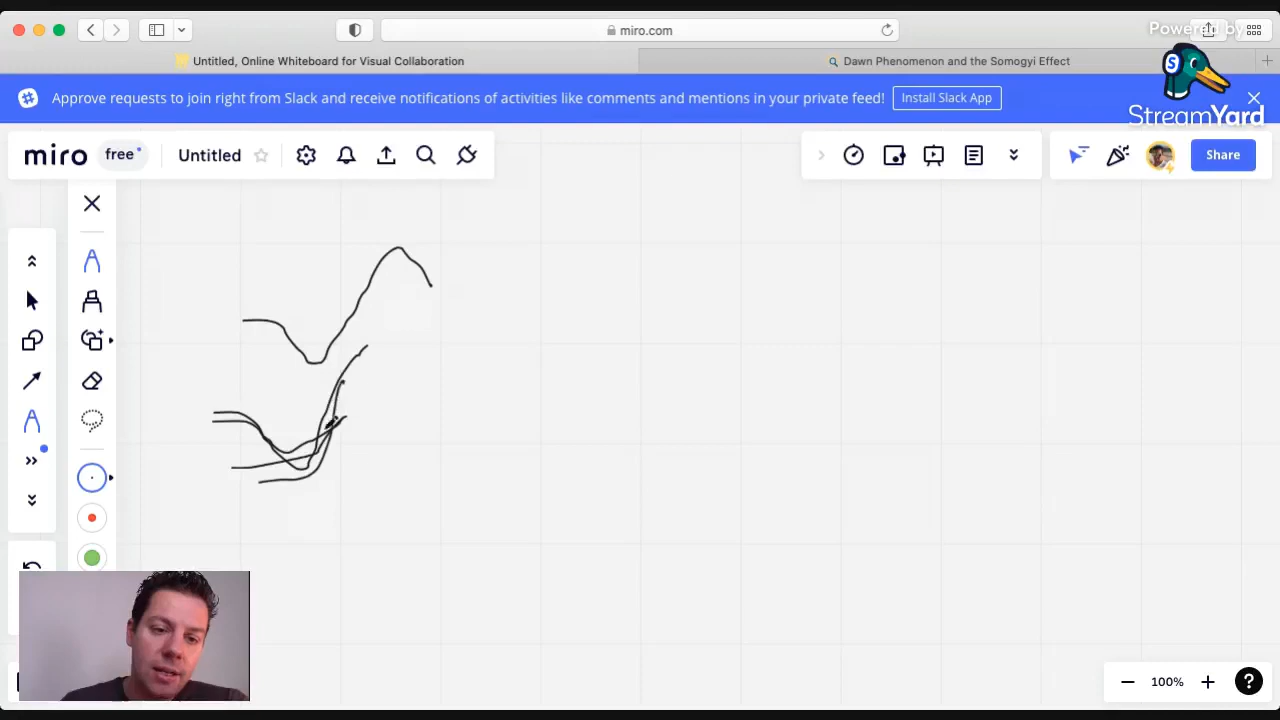 miro.com
Powered by
Untitled, Online Whiteboard for Visual Collaboration
Dawn Phenomenon and the Somogyi Effect
S
StreamYard
Approve requests to join right from Slack and receive notifications of activities like comments and mentions in your private feed!
Install Slack App
miro
free
Untitled
Share
100%
?